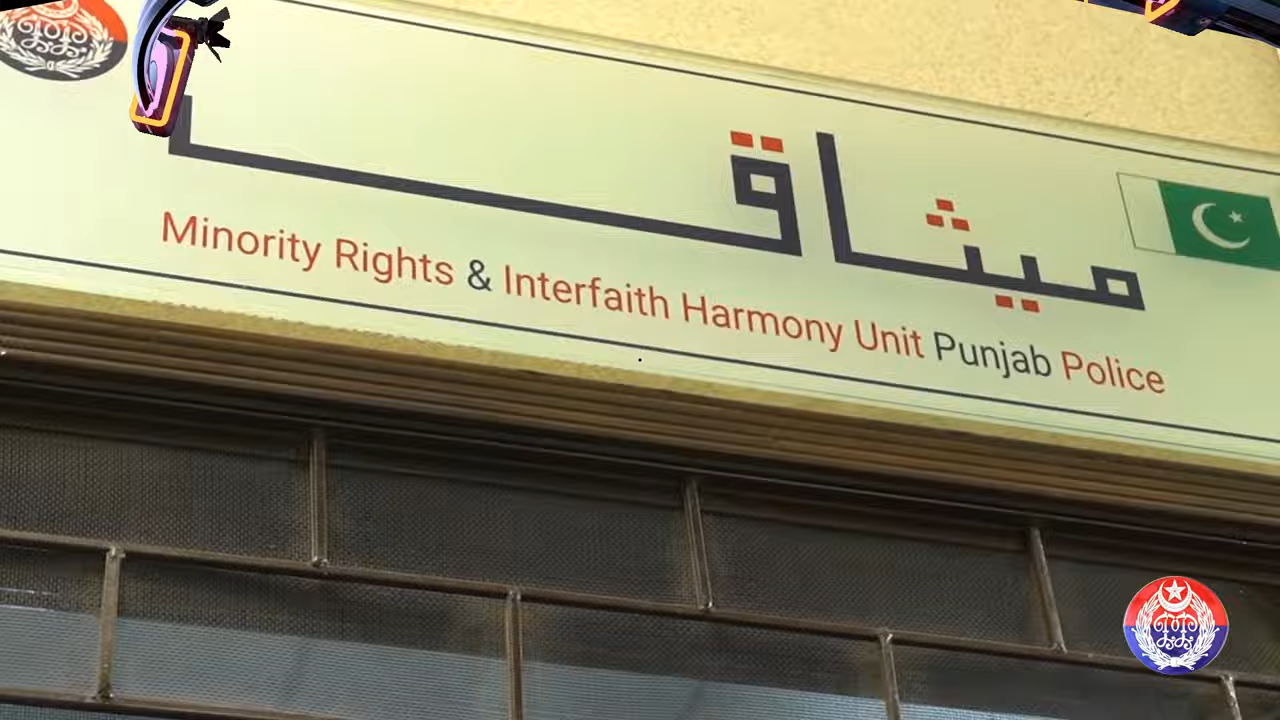 میثاق
Minority Rights & Interfaith Harmony Unit Punjab Police